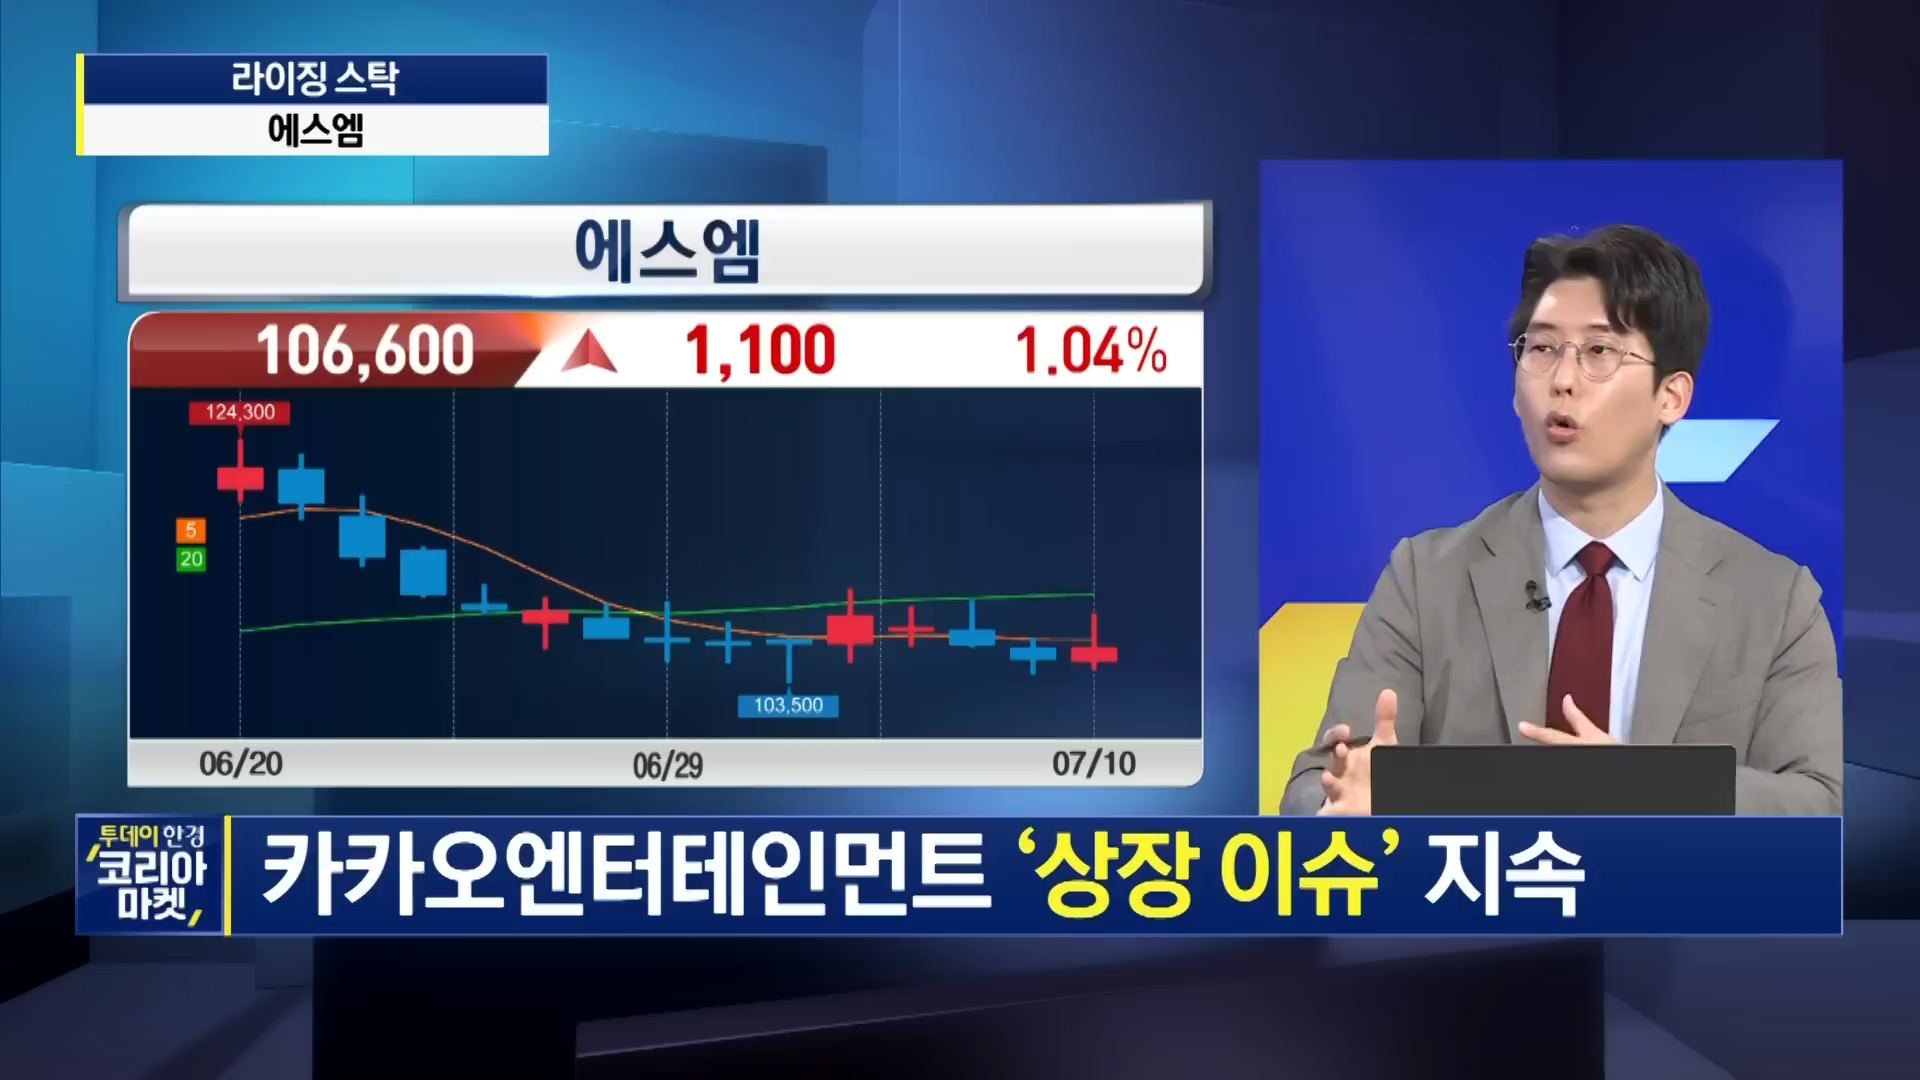 라이징 스탁
에스엠
에스엠
106,600 ▲ 1,100 1.04%
124,300
5
20
103,500
06/20 06/29 07/10
투데이 한경
코리아
마켓
카카오엔터테인먼트 ‘상장 이슈’ 지속